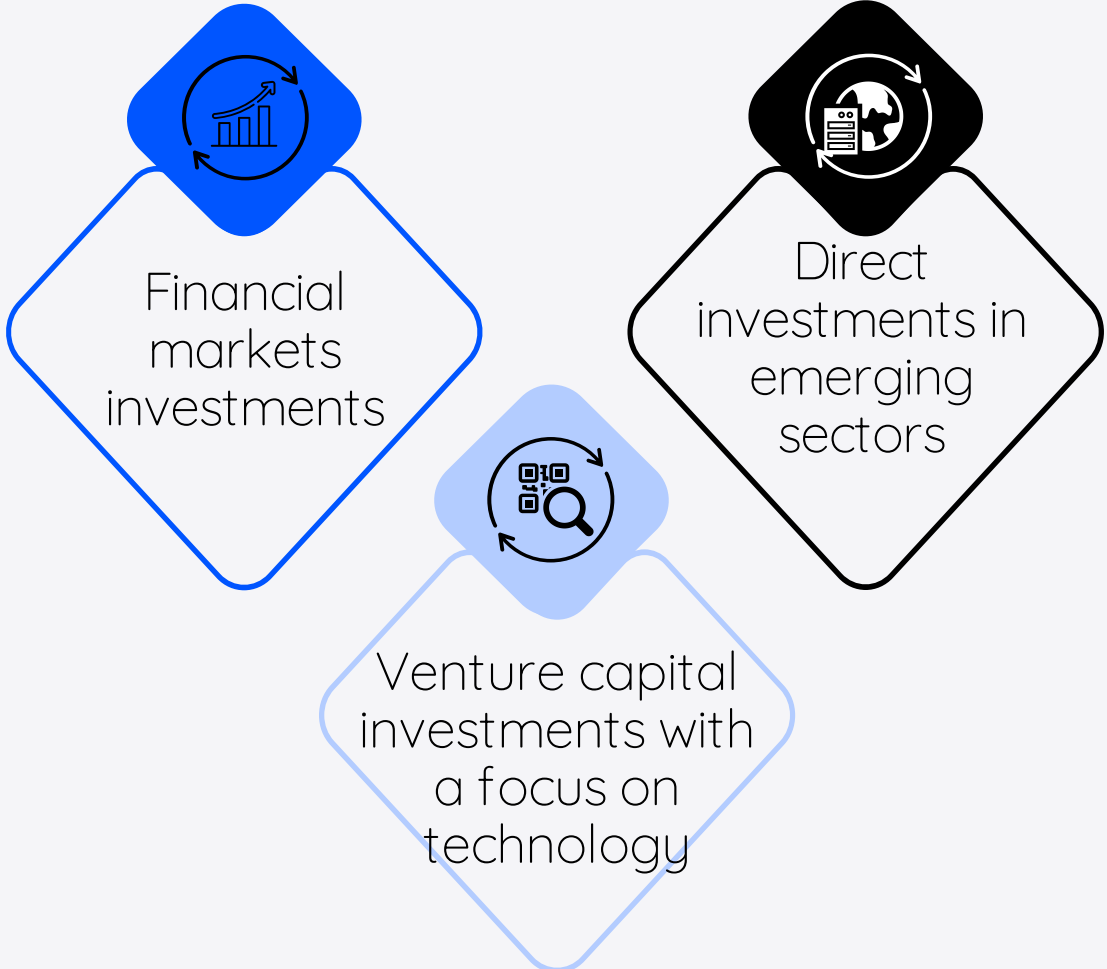 Financial
markets
investments
Direct
investments in
emerging
sectors
Venture capital
investments with
a focus on
technology